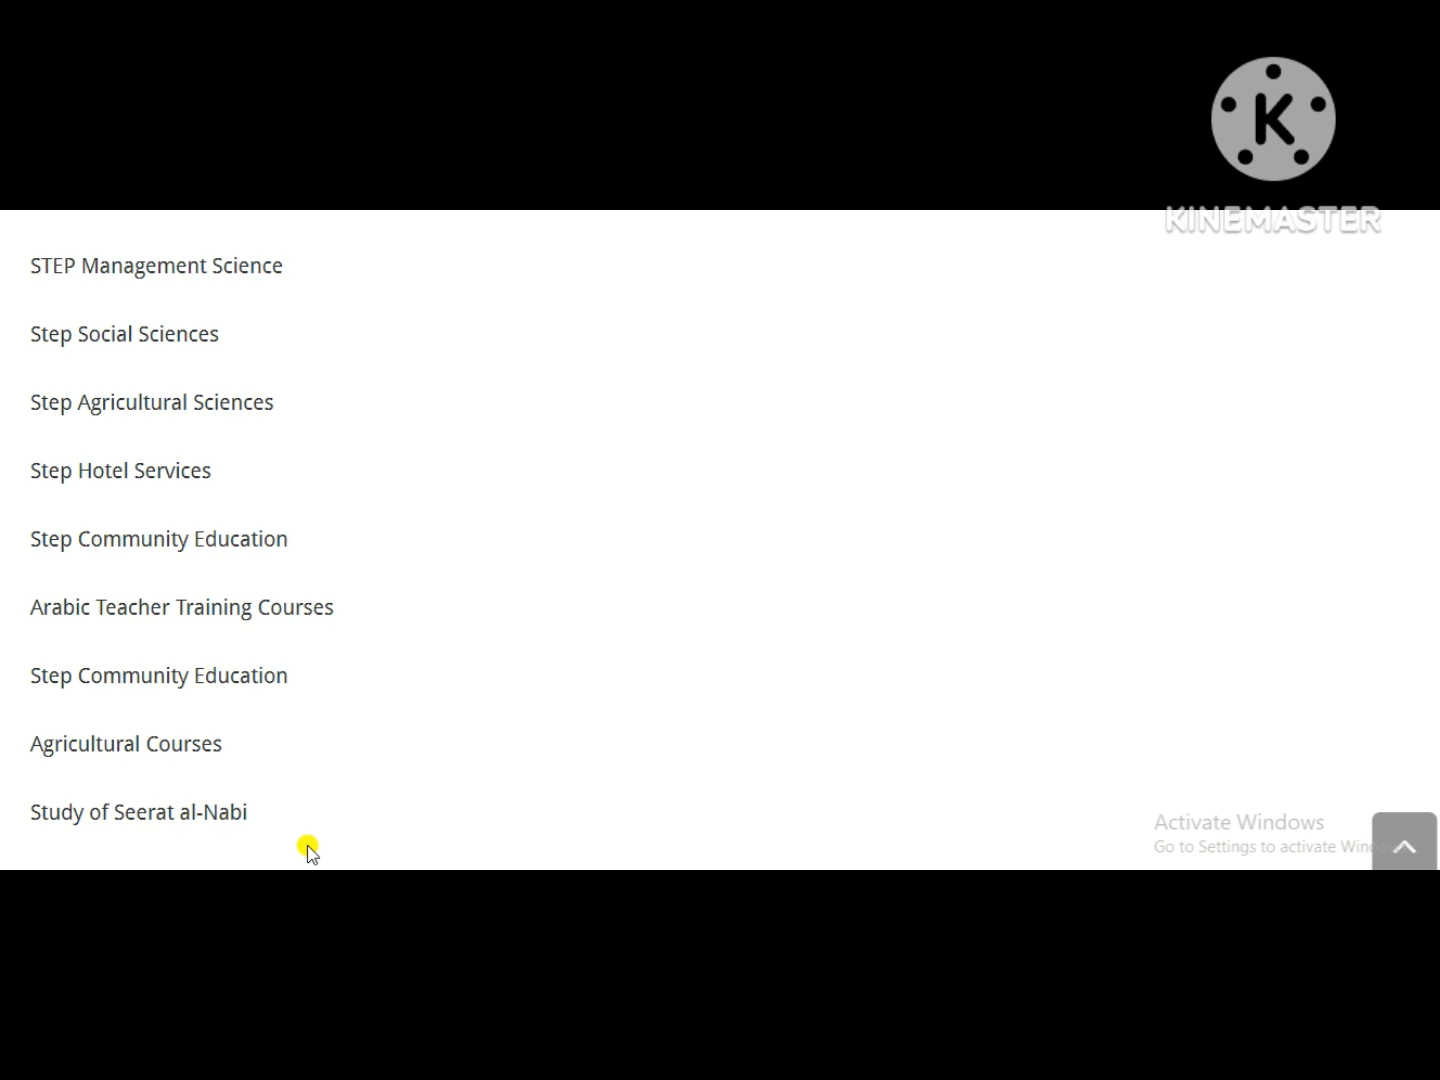 K
KINEMASTER
STEP Management Science
Step Social Sciences
Step Agricultural Sciences
Step Hotel Services
Step Community Education
Arabic Teacher Training Courses
Step Community Education
Agricultural Courses
Study of Seerat al-Nabi
Activate Windows
Go to Settings to activate